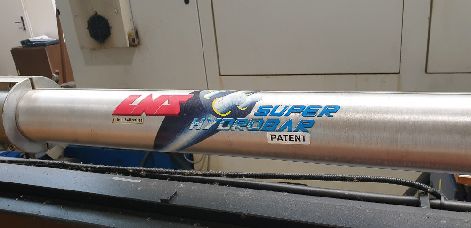 LNS
SUPER
HYDROBAR
PATENT